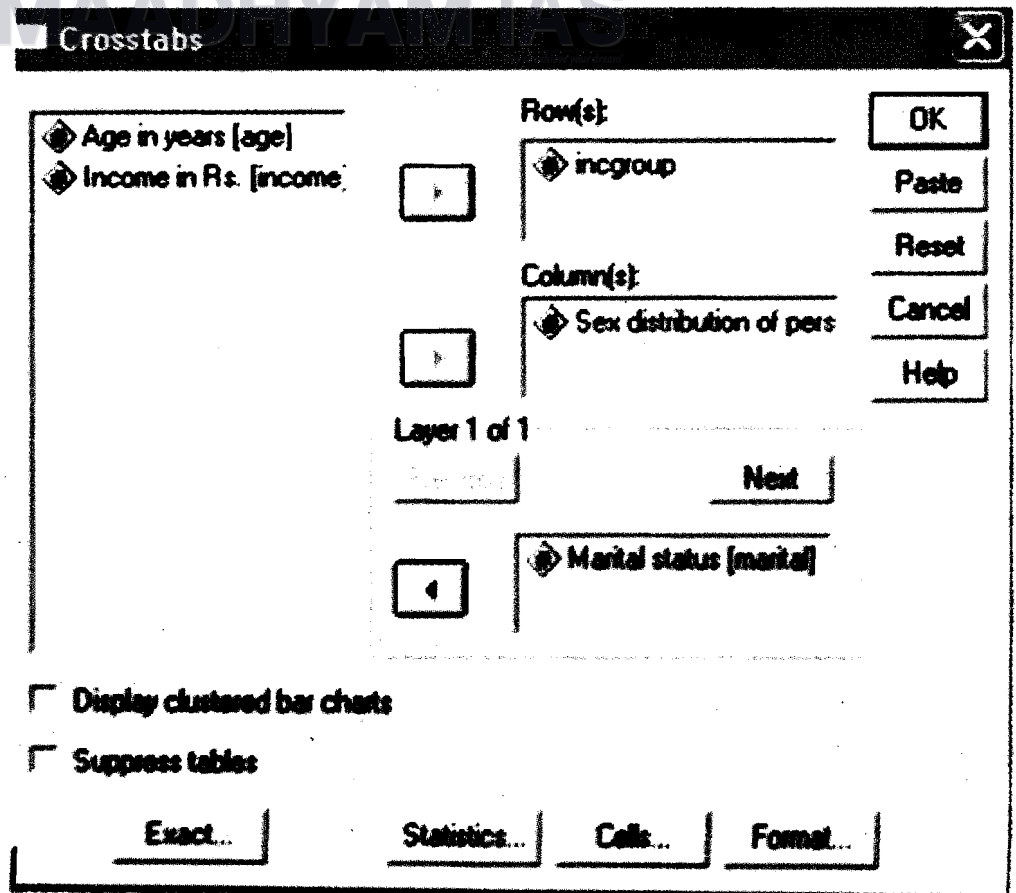 MAADHYAM IAS
Crosstabs
Age in years [age]
Income in Rs. [income]
Row(s):
incgroup
Column(s):
Sex distribution of pers
Layer 1 of 1
Previous
Next
Marital status [marital]
OK
Paste
Reset
Cancel
Help
Display clustered bar charts
Suppress tables
Exact...
Statistics...
Cells...
Format...